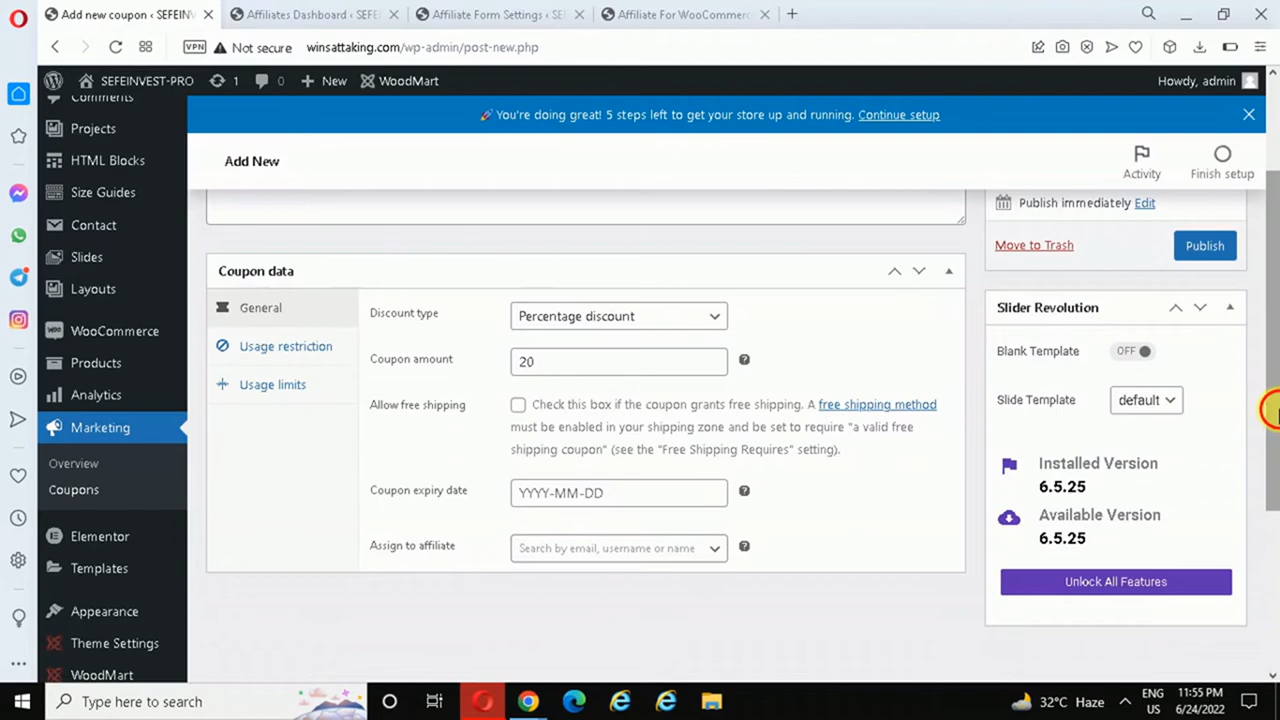 Add new coupon ‹ SEFEINV
Affiliates Dashboard ‹ SEFE
Affiliate Form Settings ‹ SE
Affiliate For WooCommerc
VPN
Not secure
winsattaking.com/wp-admin/post-new.php
SEFEINVEST-PRO
1
0
New
WoodMart
Howdy, admin
You're doing great! 5 steps left to get your store up and running. Continue setup
Add New
Activity
Finish setup
Comments
Projects
HTML Blocks
Size Guides
Contact
Slides
Layouts
WooCommerce
Products
Analytics
Marketing
Overview
Coupons
Elementor
Templates
Appearance
Theme Settings
WoodMart
Coupon data
General
Usage restriction
Usage limits
Discount type
Percentage discount
Coupon amount
20
Allow free shipping
Check this box if the coupon grants free shipping. A free shipping method
must be enabled in your shipping zone and be set to require "a valid free
shipping coupon" (see the "Free Shipping Requires" setting).
Coupon expiry date
YYYY-MM-DD
Assign to affiliate
Search by email, username or name
Publish immediately Edit
Move to Trash
Publish
Slider Revolution
Blank Template
OFF
Slide Template
default
Installed Version
6.5.25
Available Version
6.5.25
Unlock All Features
Type here to search
32°C Haze
ENG
US
11:55 PM
6/24/2022